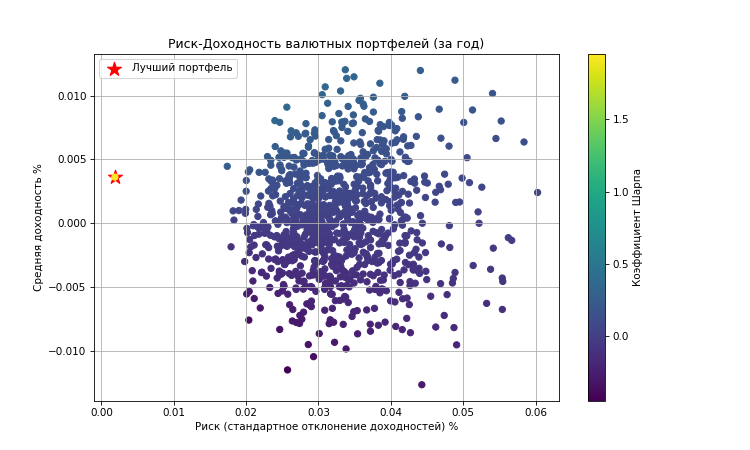 Риск-Доходность валютных портфелей (за год)
Лучший портфель
0.010
0.005
0.000
−0.005
−0.010
Средняя доходность %
0.00 0.01 0.02 0.03 0.04 0.05 0.06
Риск (стандартное отклонение доходностей) %
1.5
1.0
0.5
0.0
Коэффициент Шарпа